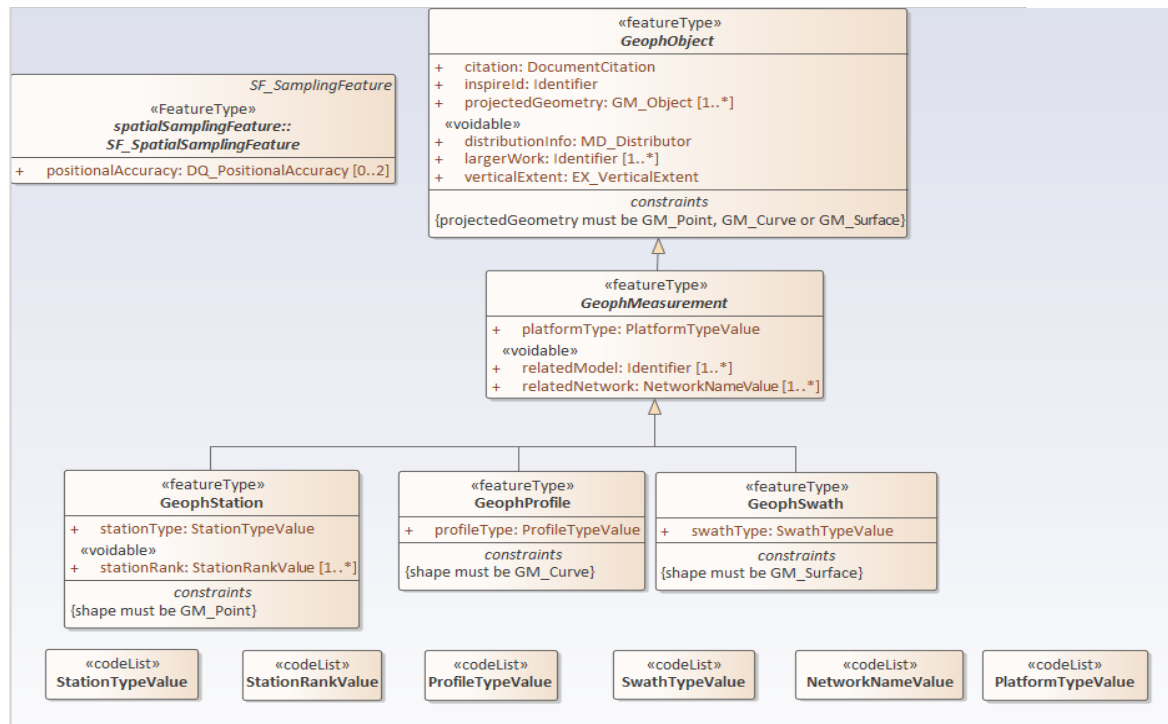 SF_SamplingFeature
«FeatureType»
spatialSamplingFeature::
SF_SpatialSamplingFeature
+ positionalAccuracy: DQ_PositionalAccuracy [0..2]
«featureType»
GeophObject
+ citation: DocumentCitation
+ inspireId: Identifier
+ projectedGeometry: GM_Object [1..*]
«voidable»
+ distributionInfo: MD_Distributor
+ largerWork: Identifier [1..*]
+ verticalExtent: EX_VerticalExtent
constraints
{projectedGeometry must be GM_Point, GM_Curve or GM_Surface}
«featureType»
GeophMeasurement
+ platformType: PlatformTypeValue
«voidable»
+ relatedModel: Identifier [1..*]
+ relatedNetwork: NetworkNameValue [1..*]
«featureType»
GeophStation
+ stationType: StationTypeValue
«voidable»
+ stationRank: StationRankValue [1..*]
constraints
{shape must be GM_Point}
«featureType»
GeophProfile
+ profileType: ProfileTypeValue
constraints
{shape must be GM_Curve}
«featureType»
GeophSwath
+ swathType: SwathTypeValue
constraints
{shape must be GM_Surface}
«codeList»
StationTypeValue
«codeList»
StationRankValue
«codeList»
ProfileTypeValue
«codeList»
SwathTypeValue
«codeList»
NetworkNameValue
«codeList»
PlatformTypeValue